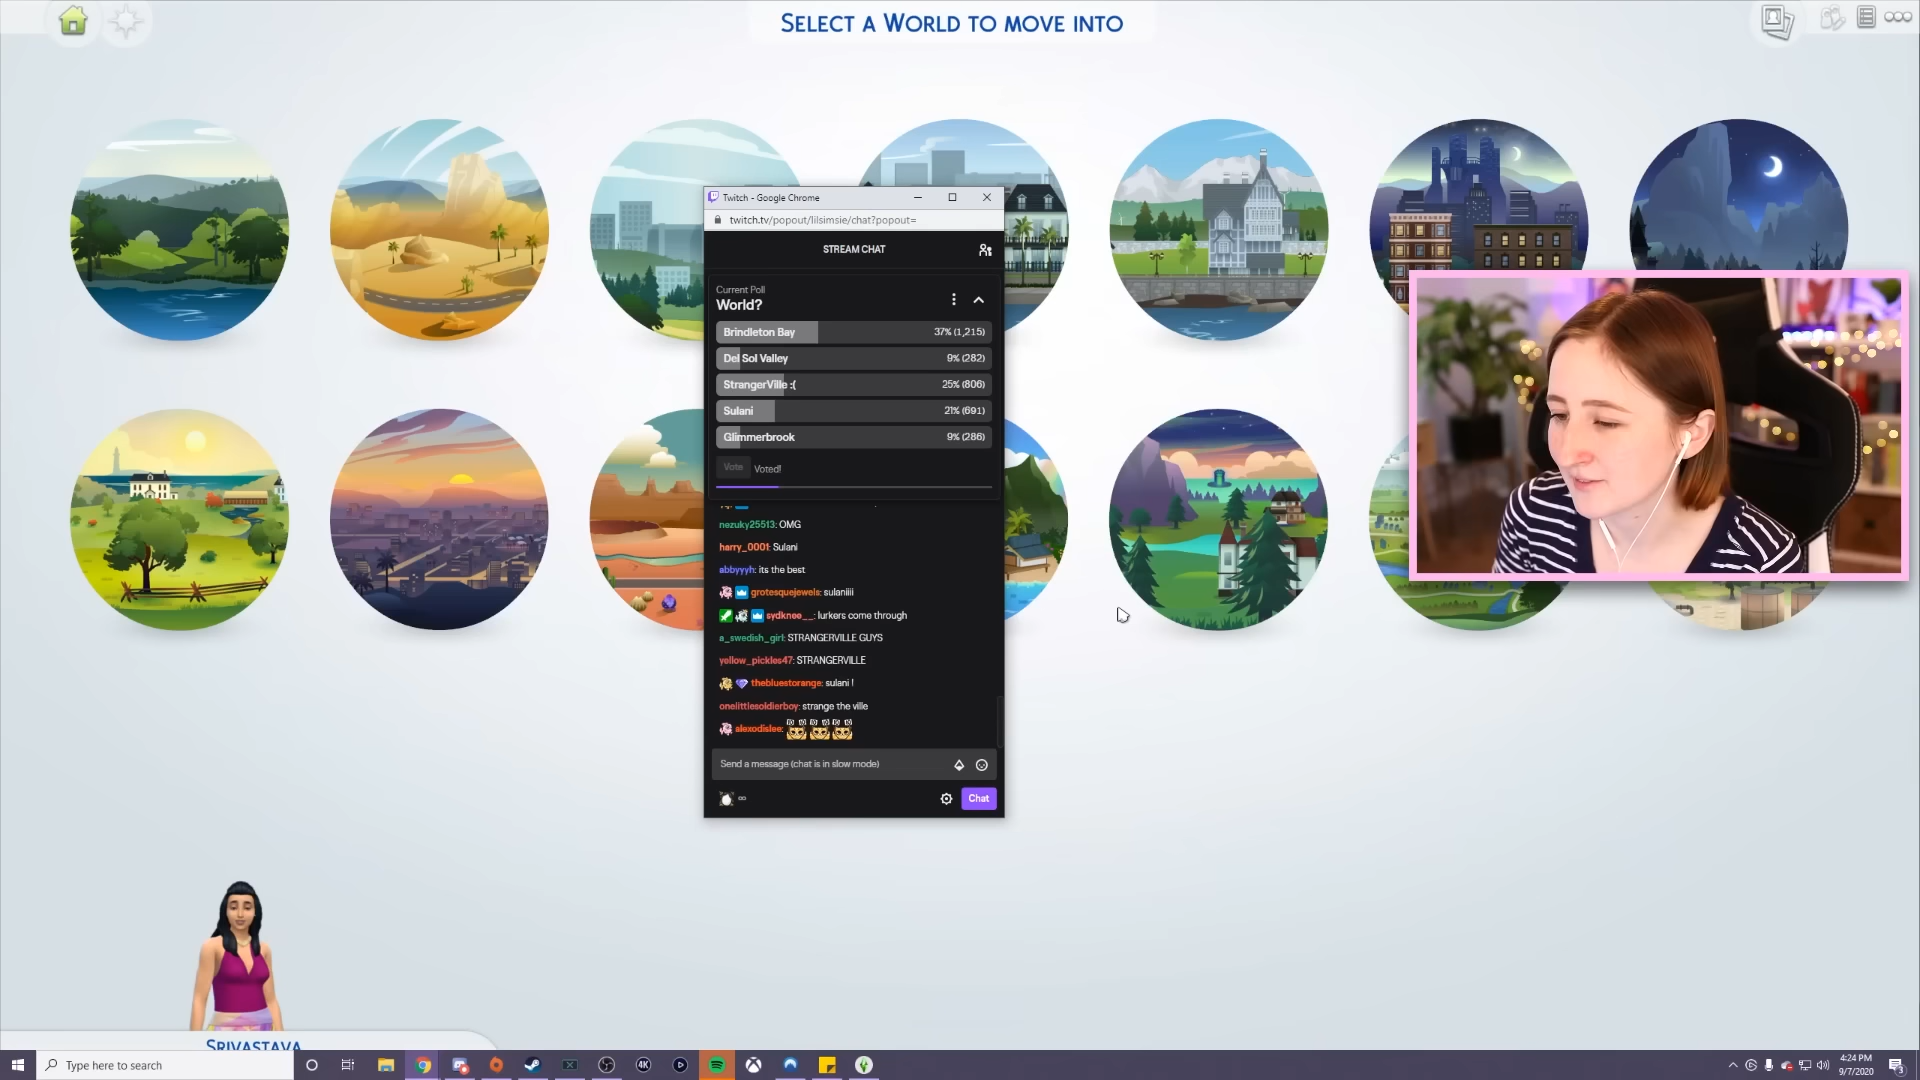 SELECT A WORLD TO MOVE INTO
Twitch - Google Chrome
twitch.tv/popout/lilsimsie/chat?popout=
STREAM CHAT
Current Poll
World?
Brindleton Bay 37% (1,215)
Del Sol Valley 9% (282)
StrangerVille :( 25% (806)
Sulani 21% (691)
Glimmerbrook 9% (286)
Vote Voted!
nezuky25513: OMG
harry_0001: Sulani
abbyyyh: its the best
grotesquejewels: sulaniiii
sydknee__: lurkers come through
a_swedish_girl: STRANGERVILLE GUYS
yellow_pickles47: STRANGERVILLE
thebluestorange: sulani !
onelittlesoldierboy: strange the ville
alexodislee:
Send a message (chat is in slow mode)
Chat
SRIVASTAVA
Type here to search
4K
4:24 PM
9/7/2020
3